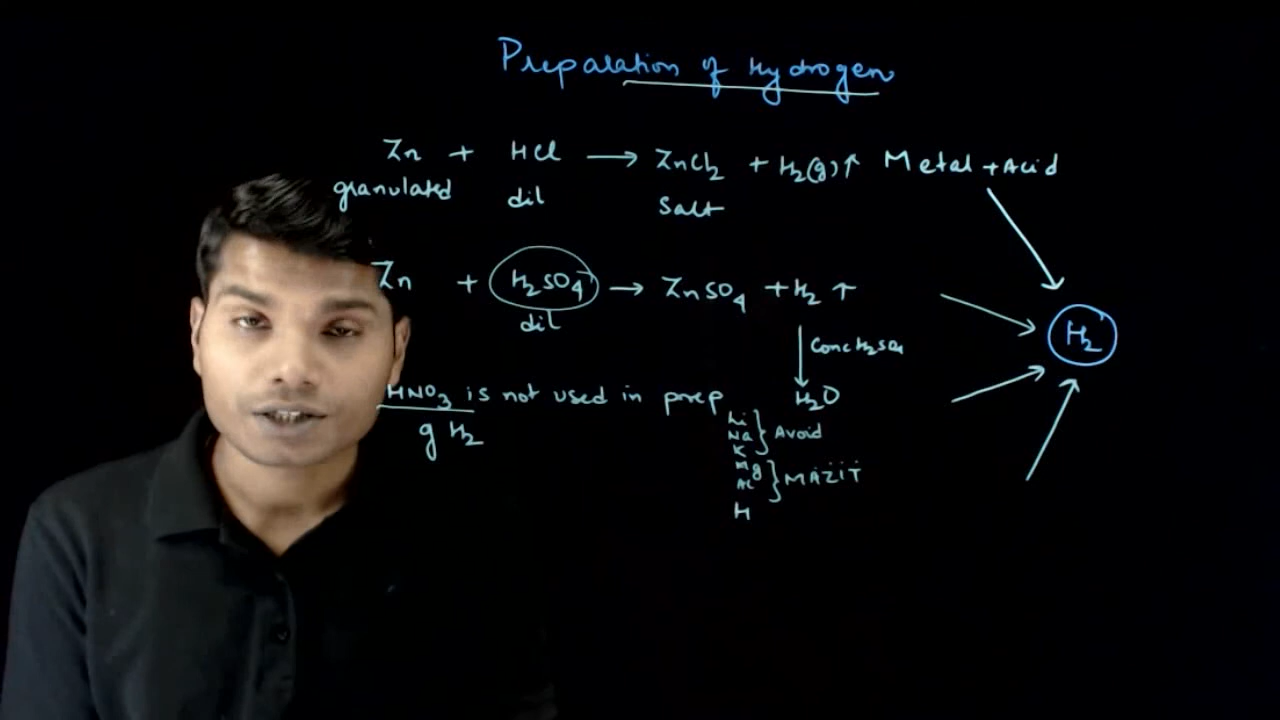 Preparation of Hydrogen
Zn + HCl → ZnCl₂ + H₂(g)↑ Metal + Acid
granulated dil Salt
Zn + H₂SO₄ → ZnSO₄ + H₂ ↑
dil
Conc H₂SO₄
H₂O
H₂
HNO₃ is not used in prep
g H₂
Li
Na } Avoid
K
Mg
Al } MAZIT
H